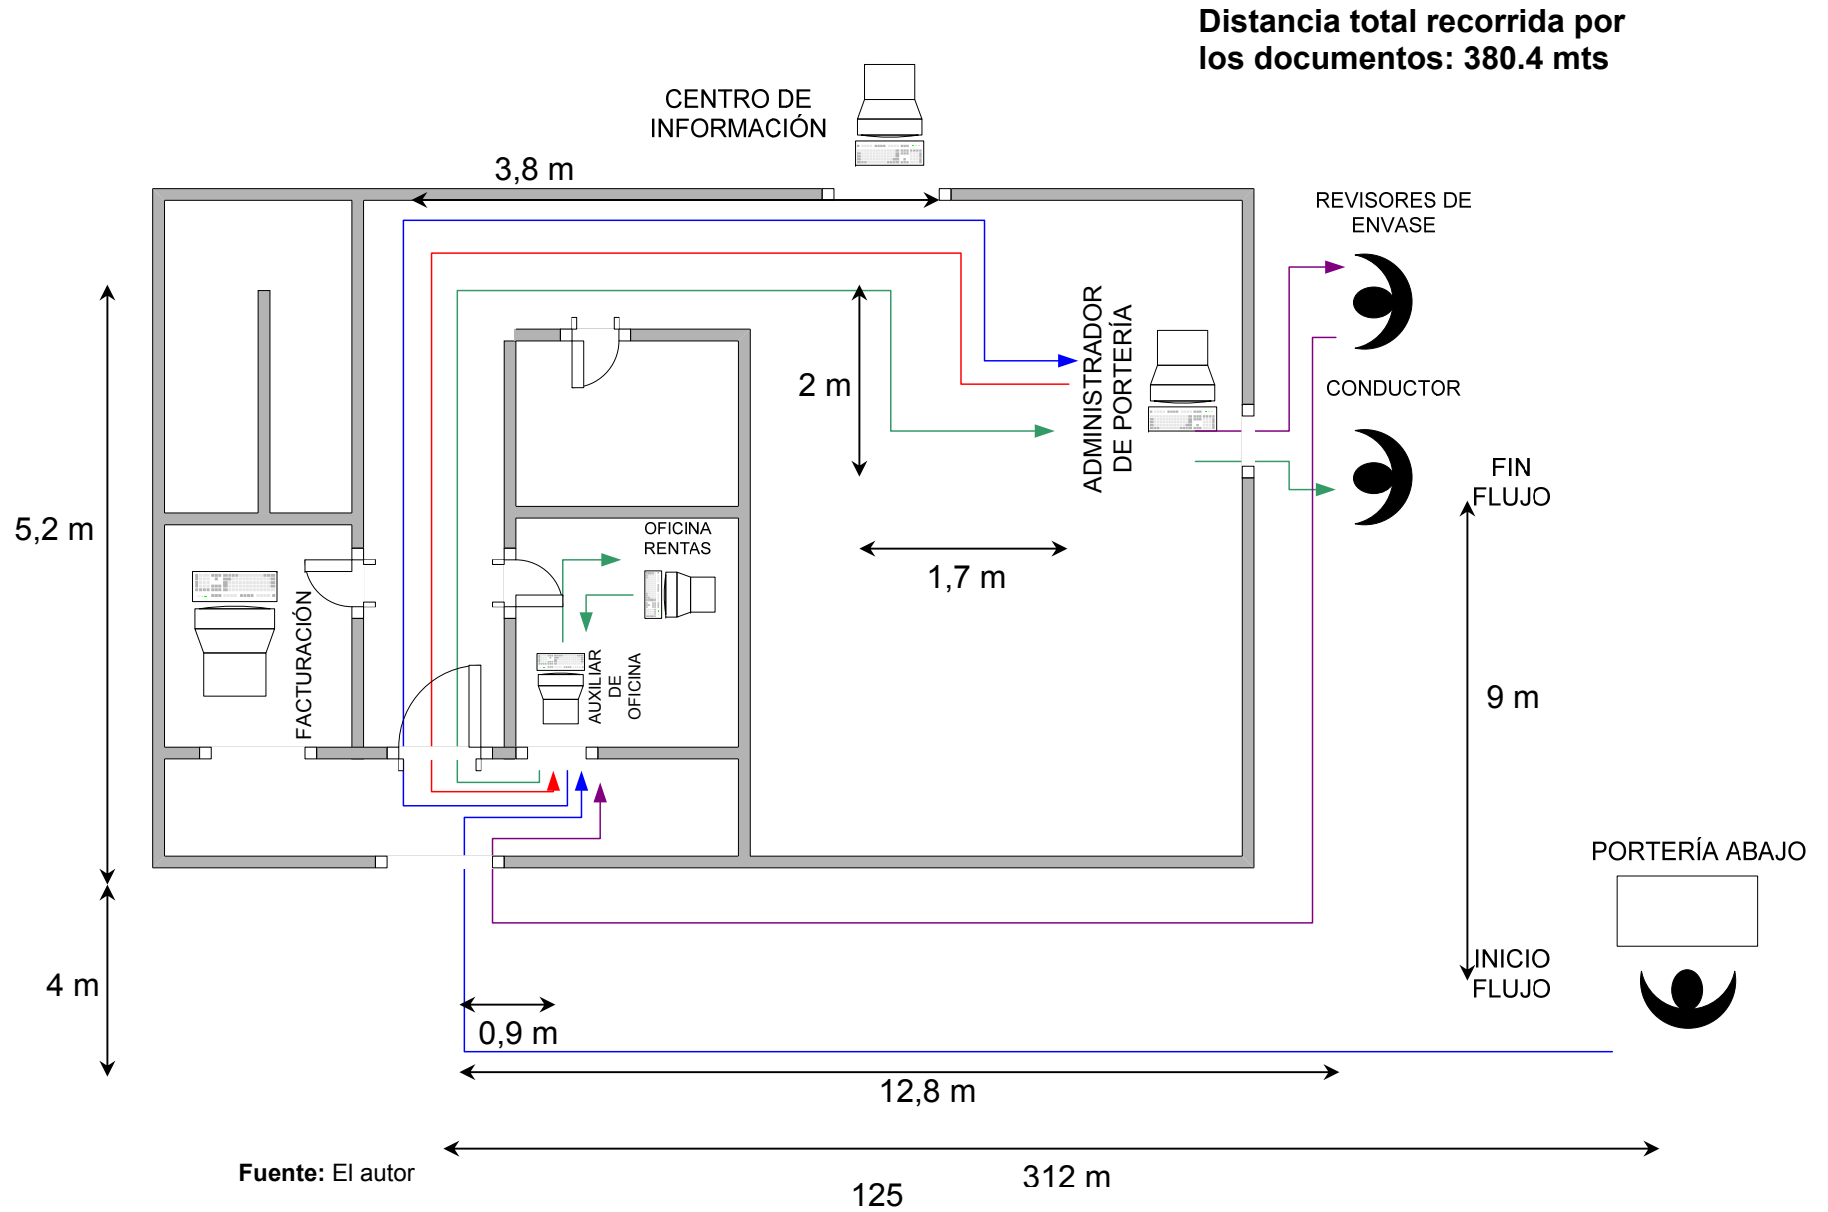 Distancia total recorrida por
los documentos: 380.4 mts
CENTRO DE
INFORMACIÓN
3,8 m
REVISORES DE
ENVASE
ADMINISTRADOR
DE PORTERÍA
2 m
CONDUCTOR
FIN
FLUJO
5,2 m
OFICINA
RENTAS
1,7 m
FACTURACIÓN
AUXILIAR
DE
OFICINA
9 m
PORTERÍA ABAJO
INICIO
FLUJO
4 m
0,9 m
12,8 m
312 m
Fuente: El autor
125